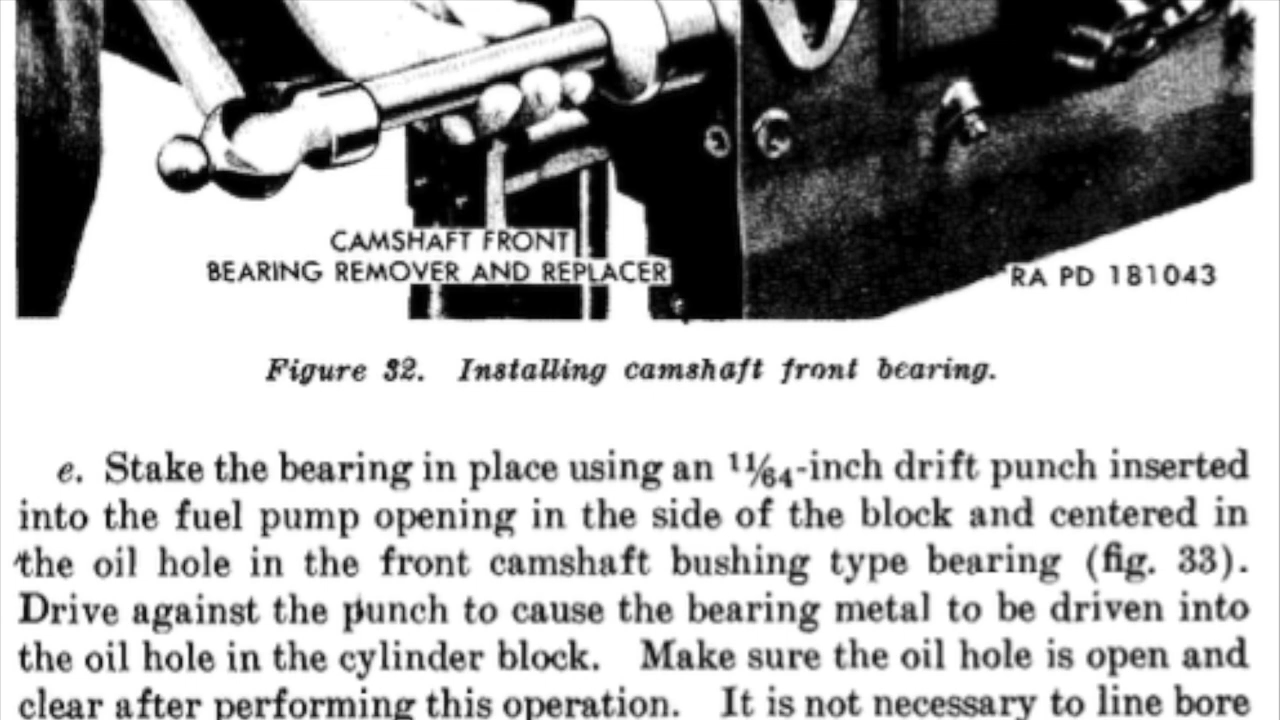 CAMSHAFT FRONT
BEARING REMOVER AND REPLACER
RA PD 181043
Figure 32. Installing camshaft front bearing.
e. Stake the bearing in place using an 11/64-inch drift punch inserted
into the fuel pump opening in the side of the block and centered in
the oil hole in the front camshaft bushing type bearing (fig. 33).
Drive against the punch to cause the bearing metal to be driven into
the oil hole in the cylinder block. Make sure the oil hole is open and
clear after performing this operation. It is not necessary to line bore